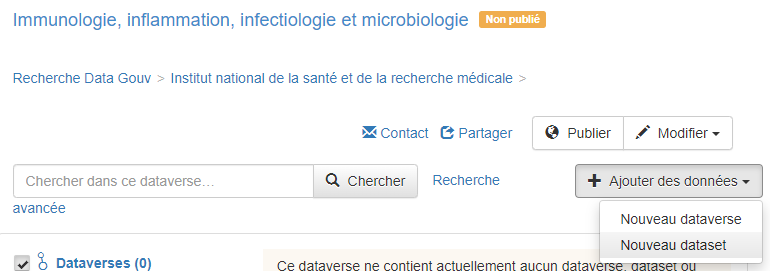 Immunologie, inflammation, infectiologie et microbiologie Non publié
Recherche Data Gouv > Institut national de la santé et de la recherche médicale >
Contact Partager Publier Modifier
Chercher dans ce dataverse... Chercher Recherche avancée
Ajouter des données
Nouveau dataverse
Nouveau dataset
Dataverses (0)
Ce dataverse ne contient actuellement aucun dataverse, dataset ou